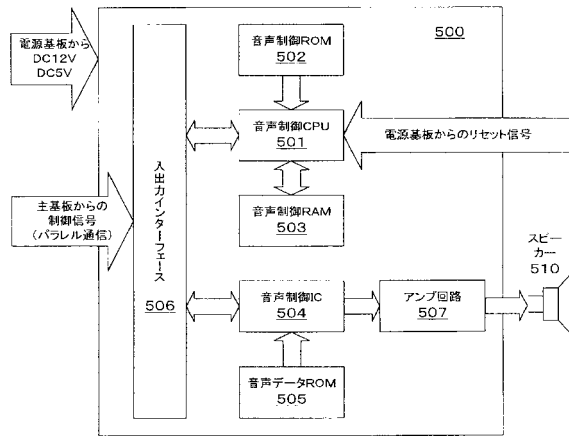 電源基板から
DC12V
DC5V
音声制御ROM
502
500
音声制御CPU
501
電源基板からのリセット信号
主基板からの
制御信号
(パラレル通信)
入出力インターフェース
506
音声制御RAM
503
スピー
カー
510
音声制御IC
504
アンプ回路
507
音声データROM
505